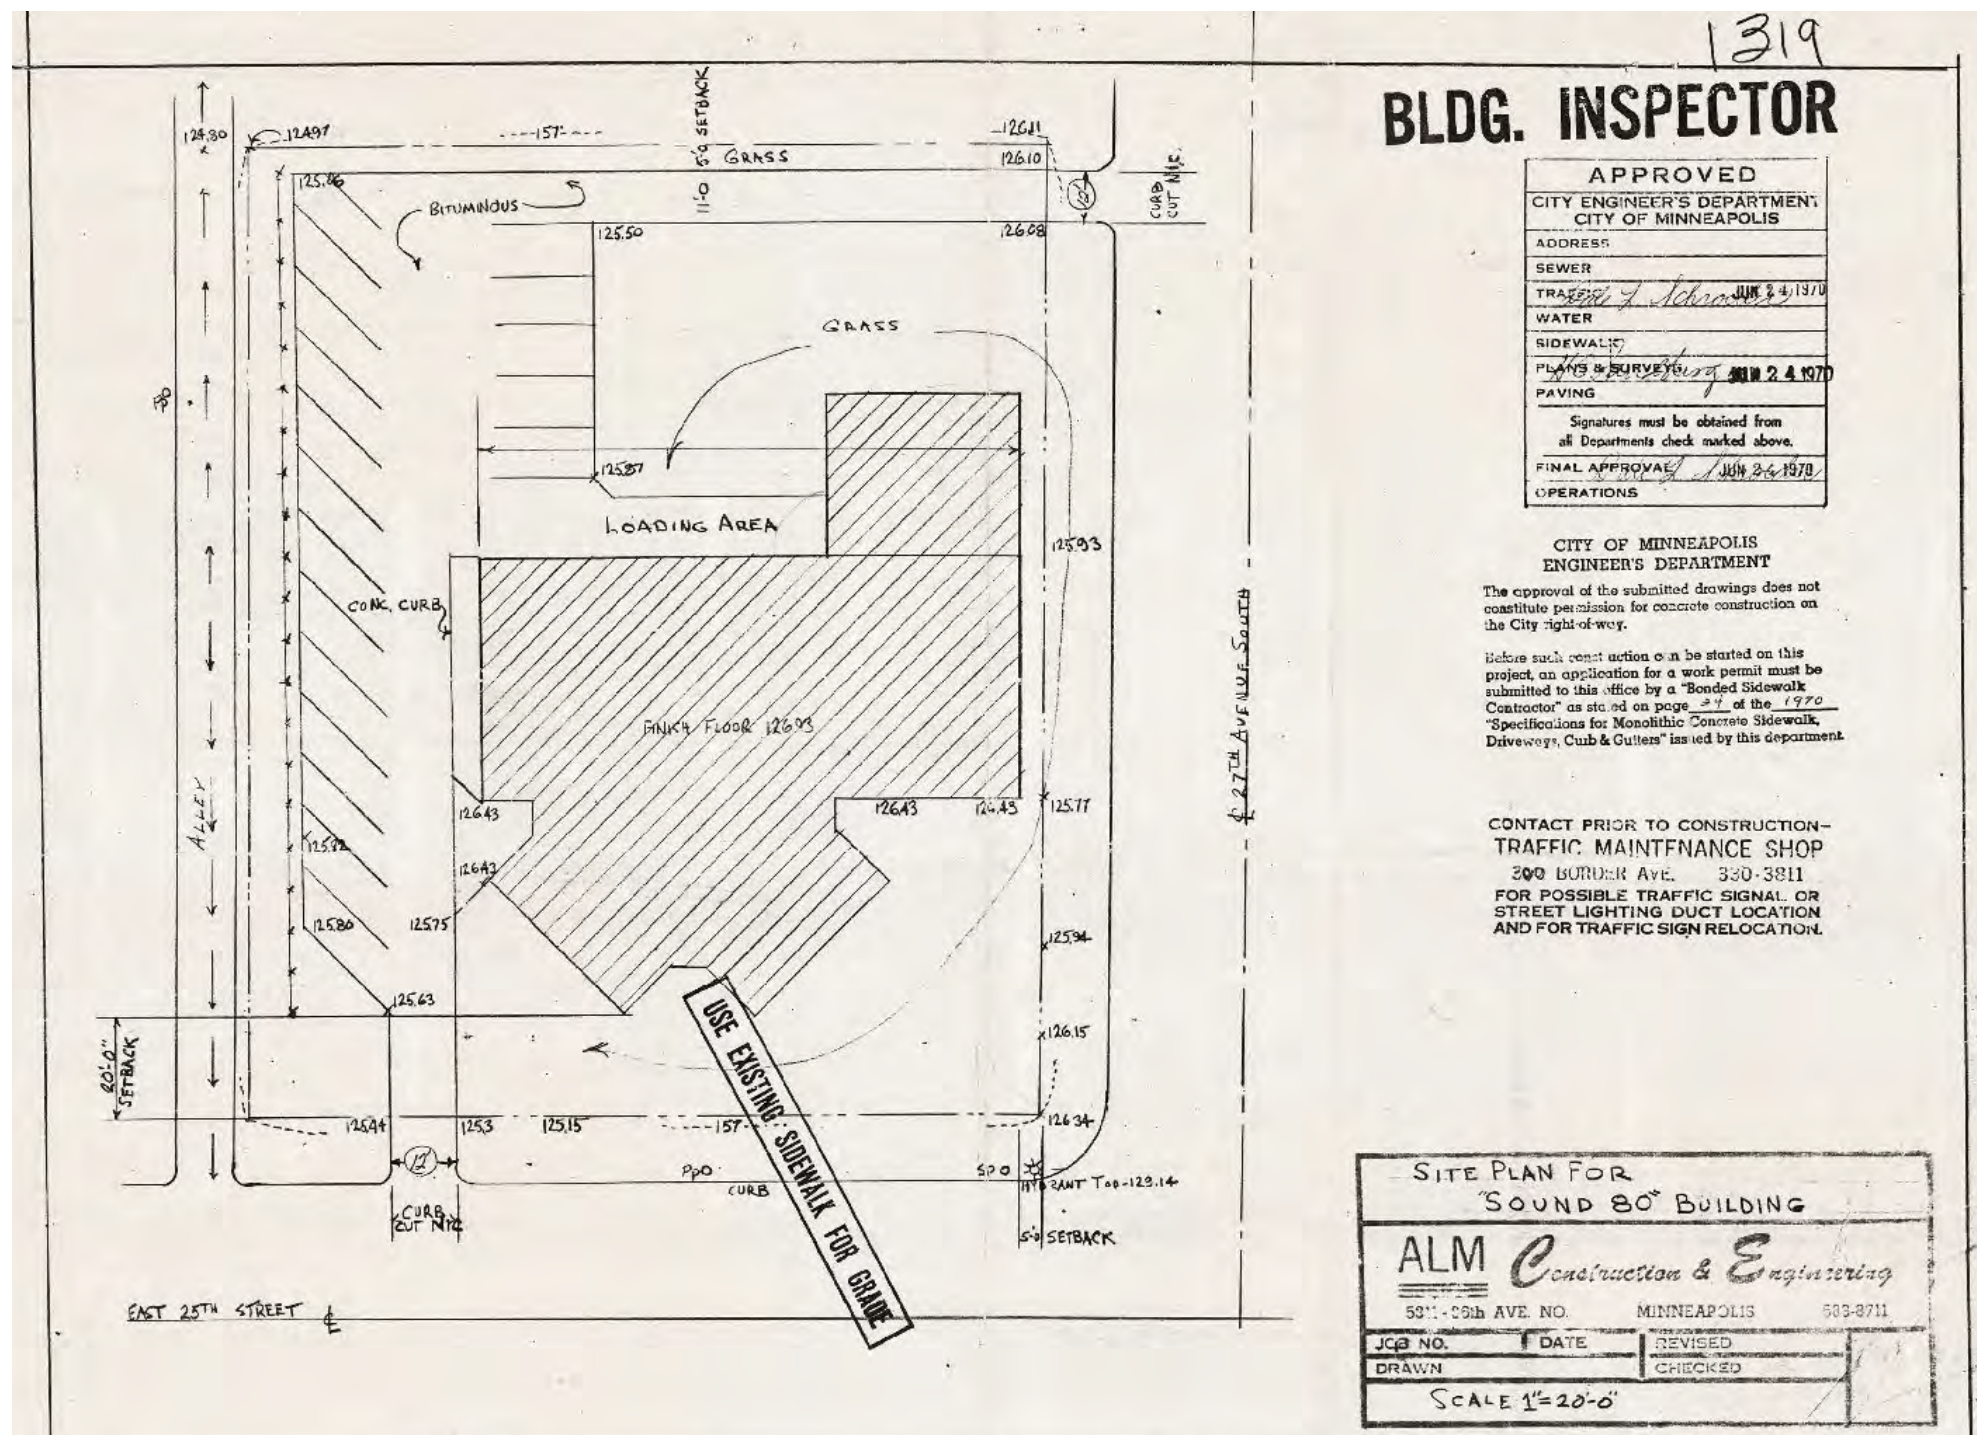 1319
BLDG. INSPECTOR
APPROVED
CITY ENGINEER'S DEPARTMENT
CITY OF MINNEAPOLIS
ADDRESS
SEWER
JUN 24 1970
WATER
SIDEWALK
PLANS & SURVEYS JUN 24 1970
PAVING
Signatures must be obtained from
all Departments check marked above.
FINAL APPROVAL JUN 1970
OPERATIONS
CITY OF MINNEAPOLIS
ENGINEER'S DEPARTMENT
The approval of the submitted drawings does not
constitute permission for concrete construction on
the City right-of-way.
Before such construction can be started on this
project, an application for a work permit must be
submitted to this office by a "Bonded Sidewalk
Contractor" as stated on page of the 1970
"Specifications for Monolithic Concrete Sidewalk,
Driveways, Curb & Gutters" issued by this department.
CONTACT PRIOR TO CONSTRUCTION-
TRAFFIC MAINTENANCE SHOP
300 BORDER AVE. 330-3811
FOR POSSIBLE TRAFFIC SIGNAL OR
STREET LIGHTING DUCT LOCATION
AND FOR TRAFFIC SIGN RELOCATION.
SITE PLAN FOR
"SOUND 80" BUILDING
ALM Construction & Engineering
AVE. NO. MINNEAPOLIS
JOB NO. DATE REVISED
DRAWN CHECKED
SCALE 1"=20'-0"
124.80
124.97
157'
5'-0 SETBACK
126.11
GRASS
126.10
125.86
BITUMINOUS
11'-0
12'
CURB
CUT N.I.C.
125.50
126.08
GRASS
PpO
125.87
LOADING AREA
125.93
CONC. CURB
FINISH FLOOR 126.93
℄ 27TH AVENUE SOUTH
ALLEY
126.43
126.43
126.43
125.77
125.82
126.43
125.80
125.75
125.94
125.63
126.15
20'-0"
SETBACK
125.44
125.3
125.15
157
126.34
12'
PpO
CURB
SPO
HYDRANT TOP-129.14
CURB
CUT NIC
5'-0 SETBACK
USE EXISTING SIDEWALK FOR GRADE
EAST 25TH STREET ℄